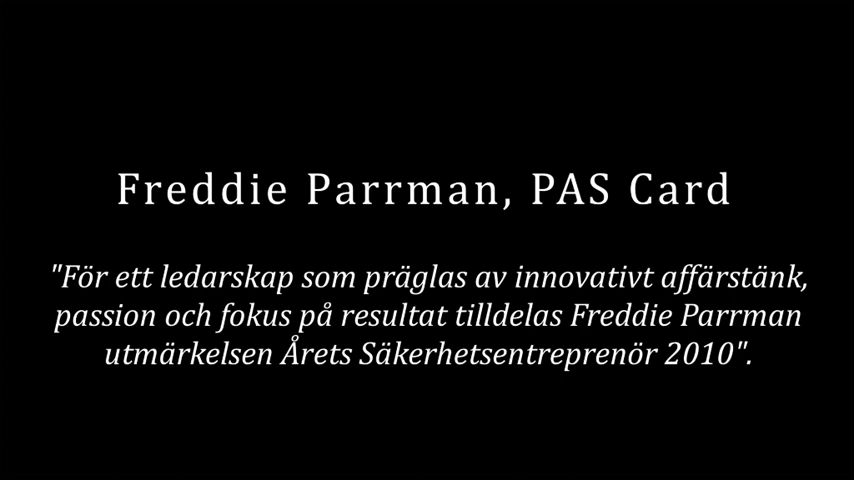 Freddie Parrman, PAS Card
"För ett ledarskap som präglas av innovativt affärstänk,
passion och fokus på resultat tilldelas Freddie Parrman
utmärkelsen Årets Säkerhetsentreprenör 2010".